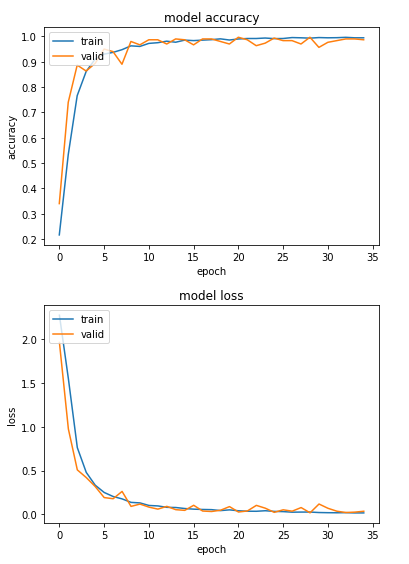 model accuracy
train
valid
1.0
0.9
0.8
0.7
0.6
0.5
0.4
0.3
0.2
accuracy
0 5 10 15 20 25 30 35
epoch
model loss
train
valid
2.0
1.5
1.0
0.5
0.0
loss
0 5 10 15 20 25 30 35
epoch